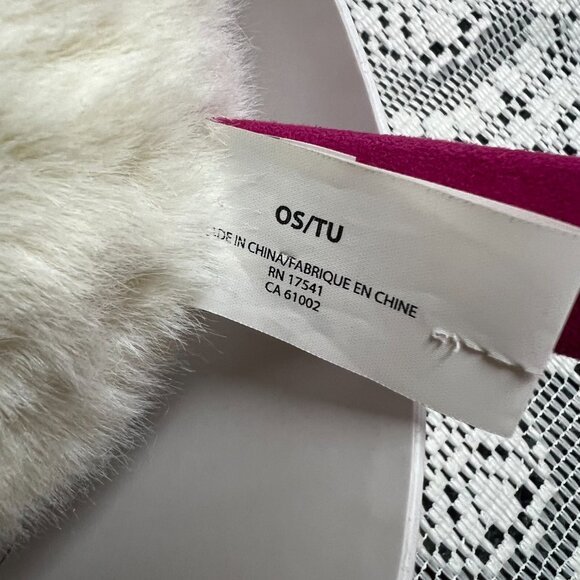 OS/TU
ADE IN CHINA/FABRIQUE EN CHINE
RN 17541
CA 61002